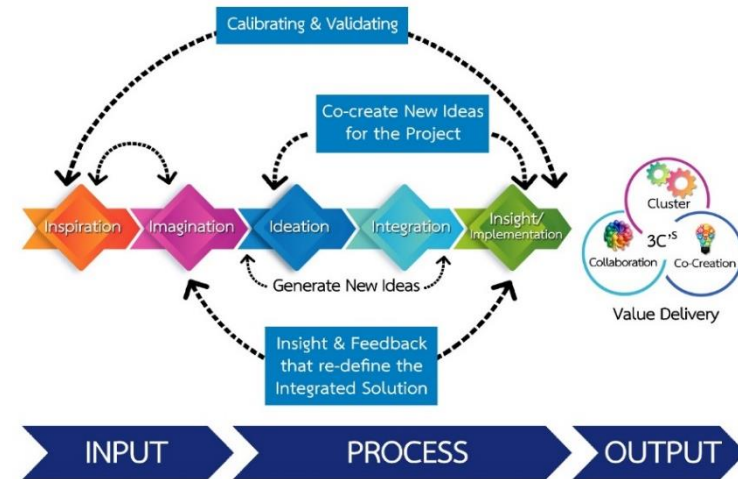 Calibrating & Validating
Co-create New Ideas
for the Project
Inspiration
Imagination
Ideation
Integration
Insight/
Implementation
Generate New Ideas
Insight & Feedback
that re-define the
Integrated Solution
Cluster
3C'S
Collaboration
Co-Creation
Value Delivery
INPUT
PROCESS
OUTPUT